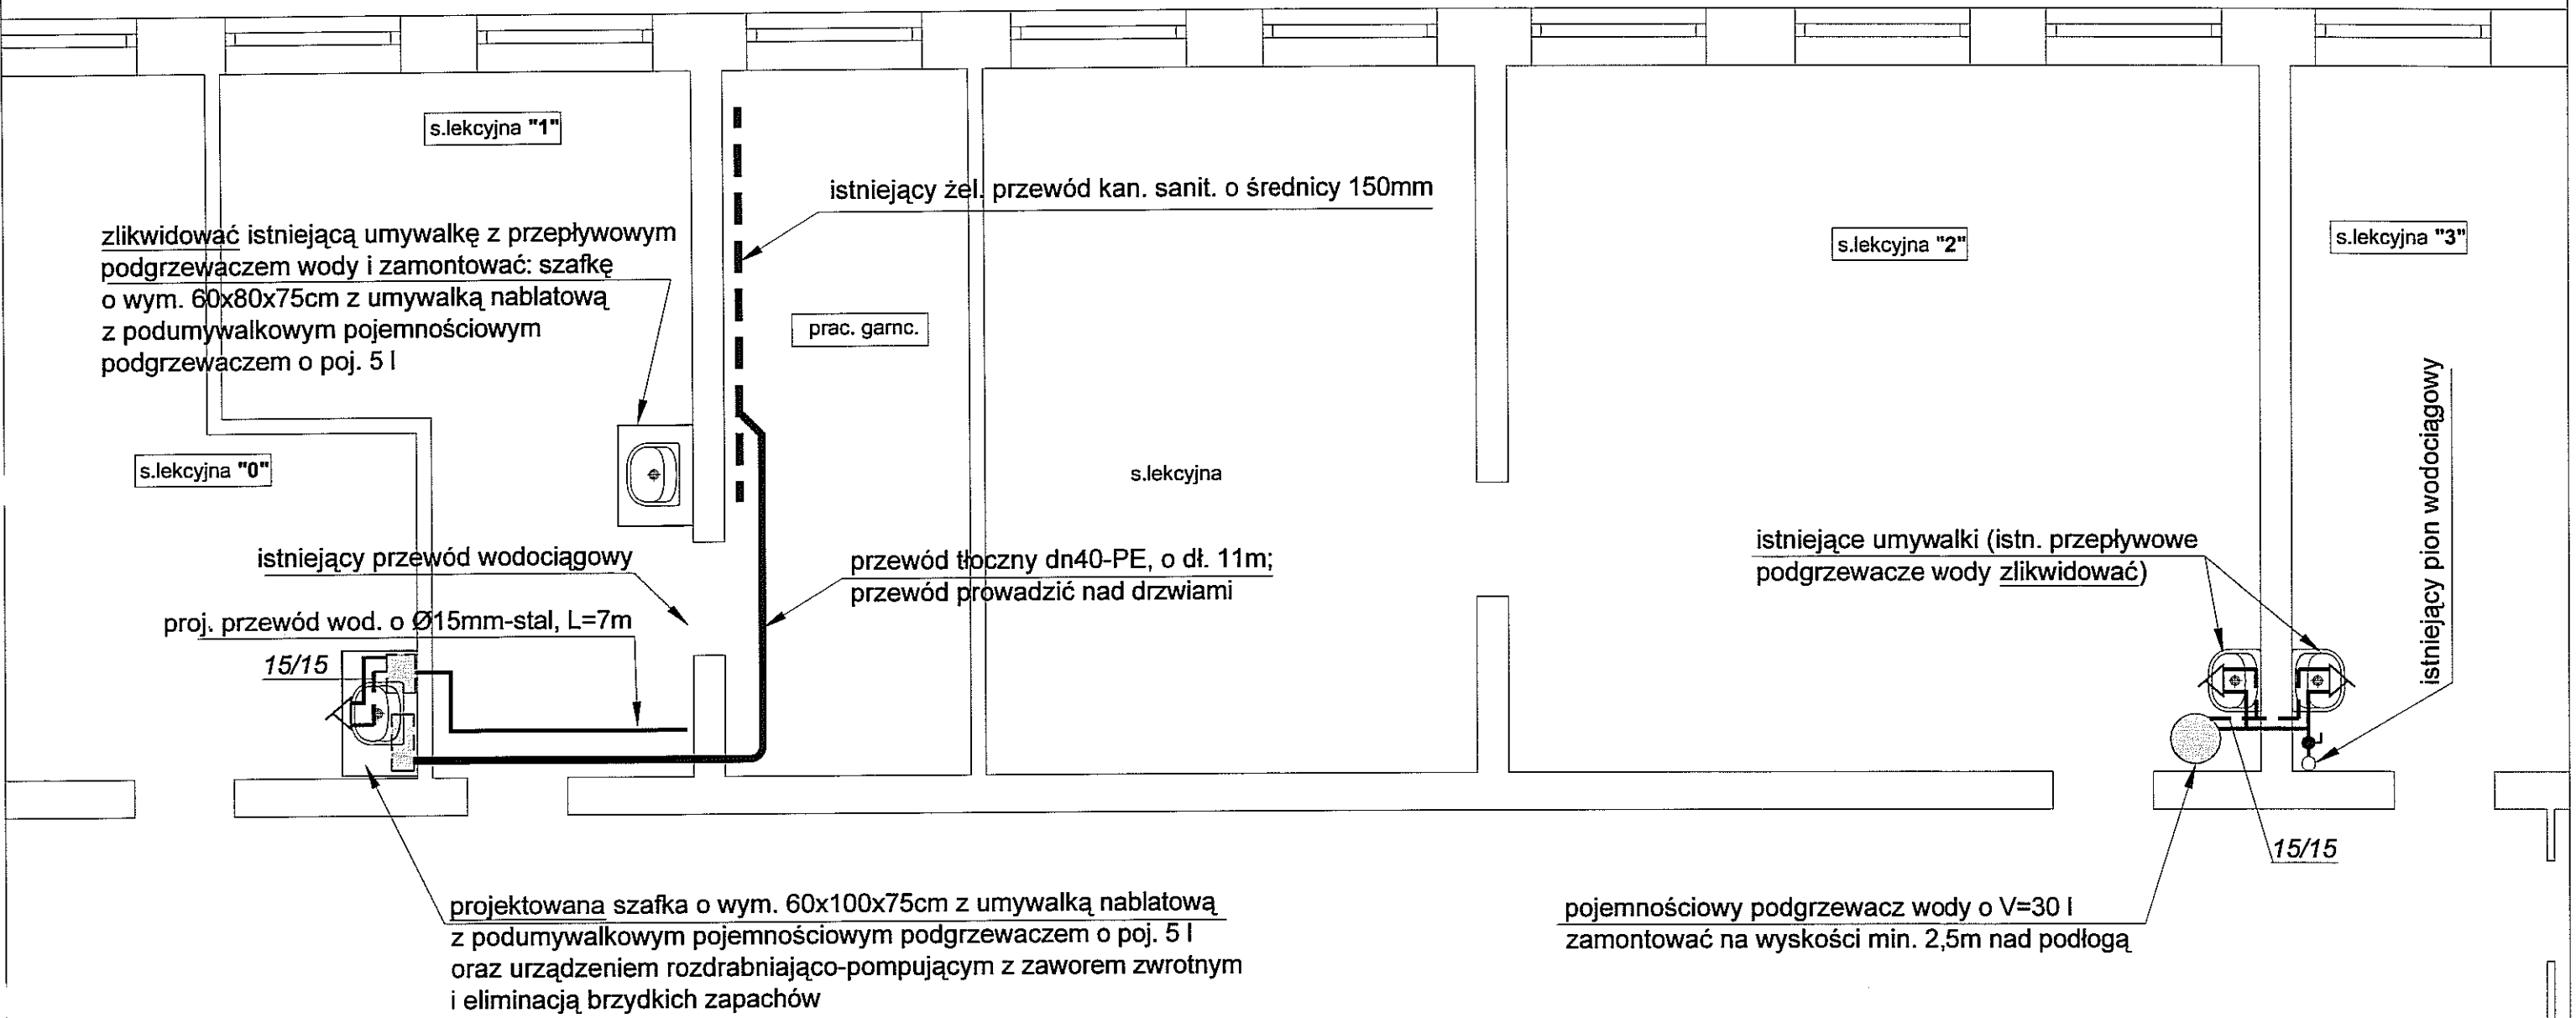 s.lekcyjna "1"
istniejący żel. przewód kan. sanit. o średnicy 150mm
zlikwidować istniejącą umywalkę z przepływowym
podgrzewaczem wody i zamontować: szafkę
o wym. 60x80x75cm z umywalką nablatową
z podumywalkowym pojemnościowym
podgrzewaczem o poj. 5 l
s.lekcyjna "2"
s.lekcyjna "3"
prac. garnc.
s.lekcyjna "0"
s.lekcyjna
istniejący pion wodociągowy
istniejący przewód wodociągowy
przewód tłoczny dn40-PE, o dł. 11m;
przewód prowadzić nad drzwiami
istniejące umywalki (istn. przepływowe
podgrzewacze wody zlikwidować)
proj. przewód wod. o Ø15mm-stal, L=7m
15/15
15/15
projektowana szafka o wym. 60x100x75cm z umywalką nablatową
z podumywalkowym pojemnościowym podgrzewaczem o poj. 5 l
oraz urządzeniem rozdrabniająco-pompującym z zaworem zwrotnym
i eliminacją brzydkich zapachów
pojemnościowy podgrzewacz wody o V=30 l
zamontować na wyskości min. 2,5m nad podłogą